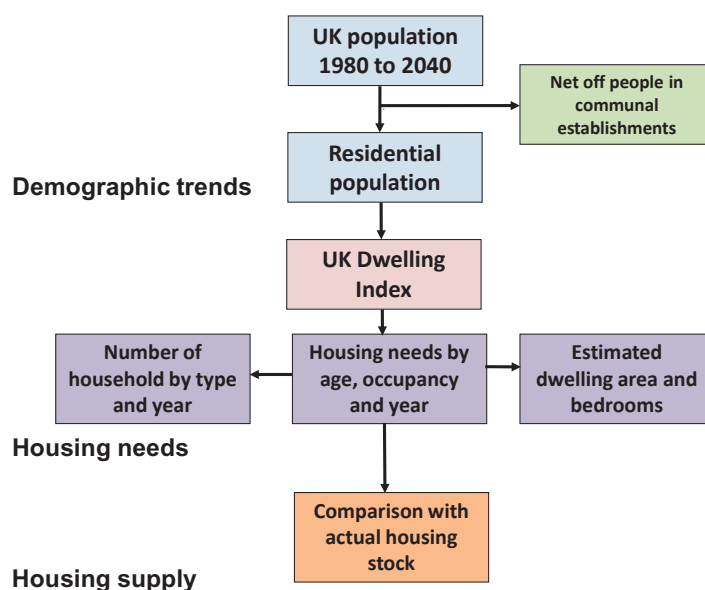 UK population
1980 to 2040
Net off people in
communal
establishments
Residential
population
Demographic trends
UK Dwelling
Index
Number of
household by type
and year
Housing needs by
age, occupancy
and year
Estimated
dwelling area and
bedrooms
Housing needs
Comparison with
actual housing
stock
Housing supply